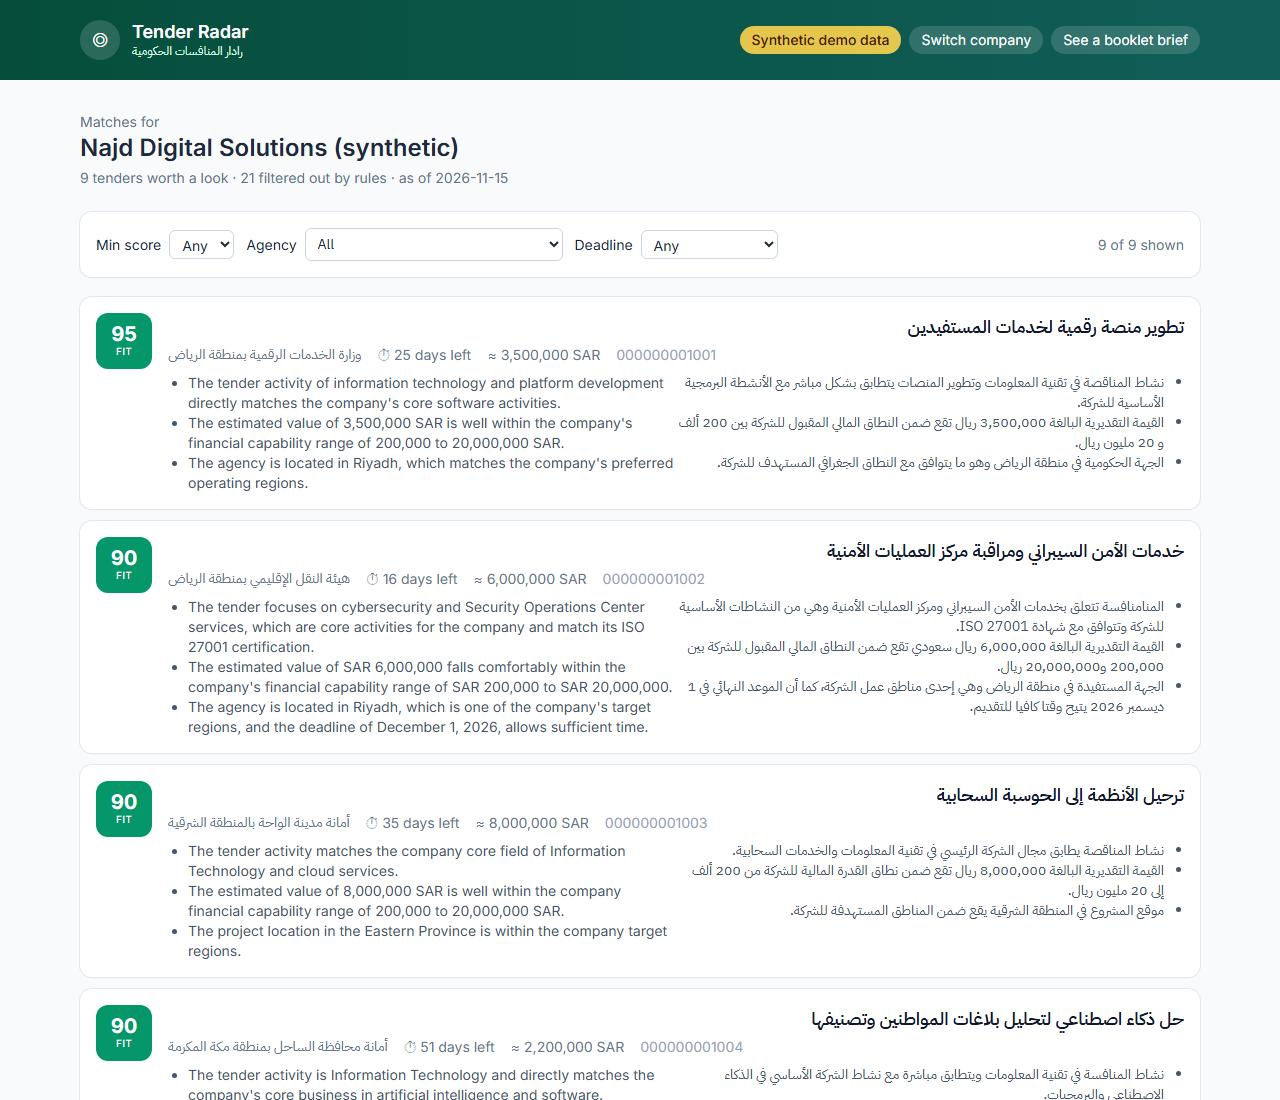 Tender Radar
رادار المنافسات الحكومية
Synthetic demo data
Switch company
See a booklet brief
Matches for
Najd Digital Solutions (synthetic)
9 tenders worth a look · 21 filtered out by rules · as of 2026-11-15
Min score Any Agency All Deadline Any 9 of 9 shown
95
FIT
تطوير منصة رقمية لخدمات المستفيدين
وزارة الخدمات الرقمية بمنطقة الرياض ⏱ 25 days left ≈ 3,500,000 SAR 000000001001
The tender activity of information technology and platform development
directly matches the company's core software activities.
The estimated value of 3,500,000 SAR is well within the company's
financial capability range of 200,000 to 20,000,000 SAR.
The agency is located in Riyadh, which matches the company's preferred
operating regions.
نشاط المناقصة في تقنية المعلومات وتطوير المنصات يتطابق بشكل مباشر مع الأنشطة البرمجية
الأساسية للشركة.
القيمة التقديرية البالغة 3,500,000 ريال تقع ضمن النطاق المالي المقبول للشركة بين 200 ألف
و 20 مليون ريال.
الجهة الحكومية في منطقة الرياض وهو ما يتوافق مع النطاق الجغرافي المستهدف للشركة.
90
FIT
خدمات الأمن السيبراني ومراقبة مركز العمليات الأمنية
هيئة النقل الإقليمي بمنطقة الرياض ⏱ 16 days left ≈ 6,000,000 SAR 000000001002
The tender focuses on cybersecurity and Security Operations Center
services, which are core activities for the company and match its ISO
27001 certification.
The estimated value of SAR 6,000,000 falls comfortably within the
company's financial capability range of SAR 200,000 to SAR 20,000,000.
The agency is located in Riyadh, which is one of the company's target
regions, and the deadline of December 1, 2026, allows sufficient time.
المنامنافسة تتعلق بخدمات الأمن السيبراني ومركز العمليات الأمنية وهي من النشاطات الأساسية
للشركة وتتوافق مع شهادة ISO 27001.
القيمة التقديرية البالغة 6,000,000 ريال سعودي تقع ضمن النطاق المالي المقبول للشركة بين
200,000 و20,000,000 ريال.
الجهة المستفيدة في منطقة الرياض وهي إحدى مناطق عمل الشركة، كما أن الموعد النهائي في 1
ديسمبر 2026 يتيح وقتا كافيا للتقديم.
90
FIT
ترحيل الأنظمة إلى الحوسبة السحابية
أمانة مدينة الواحة بالمنطقة الشرقية ⏱ 35 days left ≈ 8,000,000 SAR 000000001003
The tender activity matches the company core field of Information
Technology and cloud services.
The estimated value of 8,000,000 SAR is well within the company
financial capability range of 200,000 to 20,000,000 SAR.
The project location in the Eastern Province is within the company target
regions.
نشاط المناقصة يطابق مجال الشركة الرئيسي في تقنية المعلومات والخدمات السحابية.
القيمة التقديرية البالغة 8,000,000 ريال تقع ضمن نطاق القدرة المالية للشركة من 200 ألف
إلى 20 مليون ريال.
موقع المشروع في المنطقة الشرقية يقع ضمن المناطق المستهدفة للشركة.
90
FIT
حل ذكاء اصطناعي لتحليل بلاغات المواطنين وتصنيفها
أمانة محافظة الساحل بمنطقة مكة المكرمة ⏱ 51 days left ≈ 2,200,000 SAR 000000001004
The tender activity is Information Technology and directly matches the
company's core business in artificial intelligence and software.
نشاط المنافسة في تقنية المعلومات ويتطابق مباشرة مع نشاط الشركة الأساسي في الذكاء
الاصطناعي والبرمجيات.